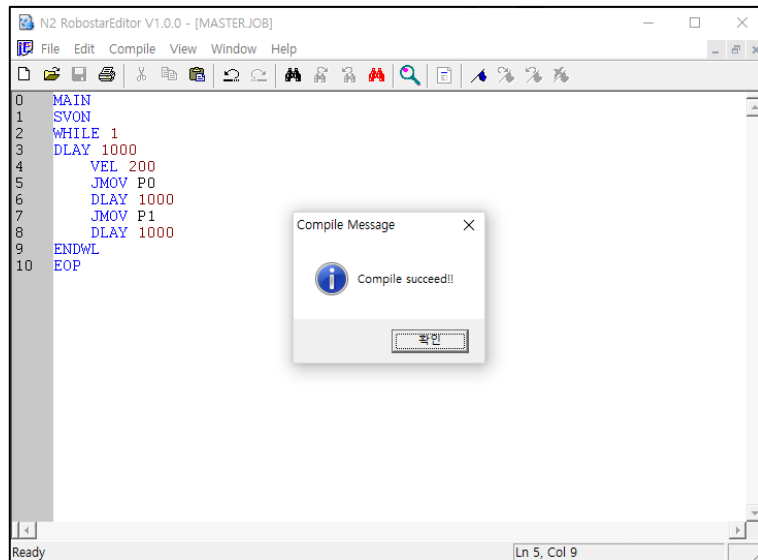 N2 RobostarEditor V1.0.0 - [MASTER.JOB]
File Edit Compile View Window Help
0 MAIN
1 SVON
2 WHILE 1
3 DLAY 1000
4 VEL 200
5 JMOV P0
6 DLAY 1000
7 JMOV P1
8 DLAY 1000
9 ENDWL
10 EOP
Compile Message
Compile succeed!!
확인
Ready Ln 5, Col 9